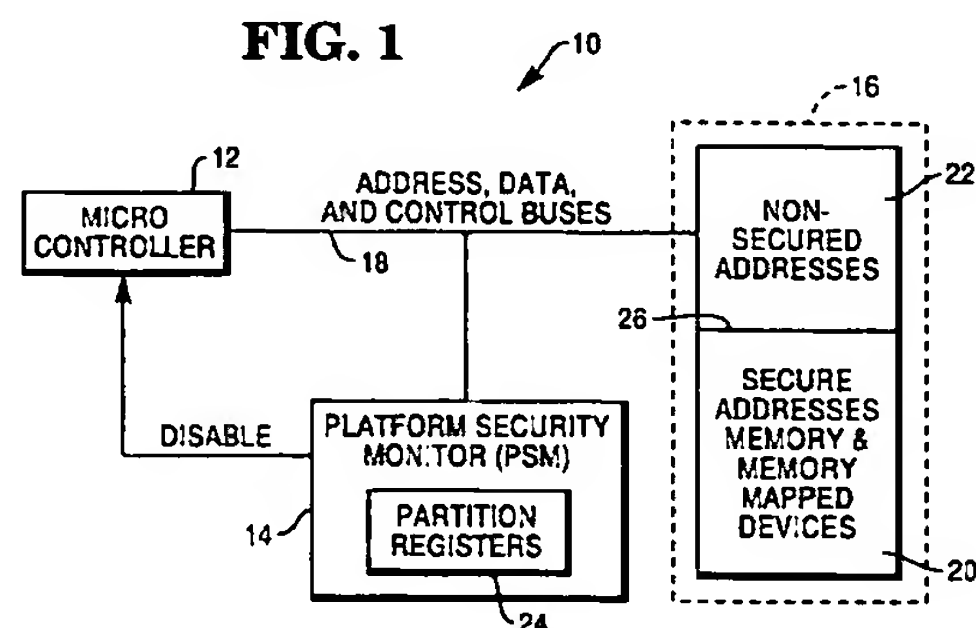 FIG. 1
10
16
12
MICRO
CONTROLLER
ADDRESS, DATA,
AND CONTROL BUSES
18
22
NON-
SECURED
ADDRESSES
26
SECURE
ADDRESSES
MEMORY &
MEMORY
MAPPED
DEVICES
20
DISABLE
PLATFORM SECURITY
MONITOR (PSM)
14
PARTITION
REGISTERS
24